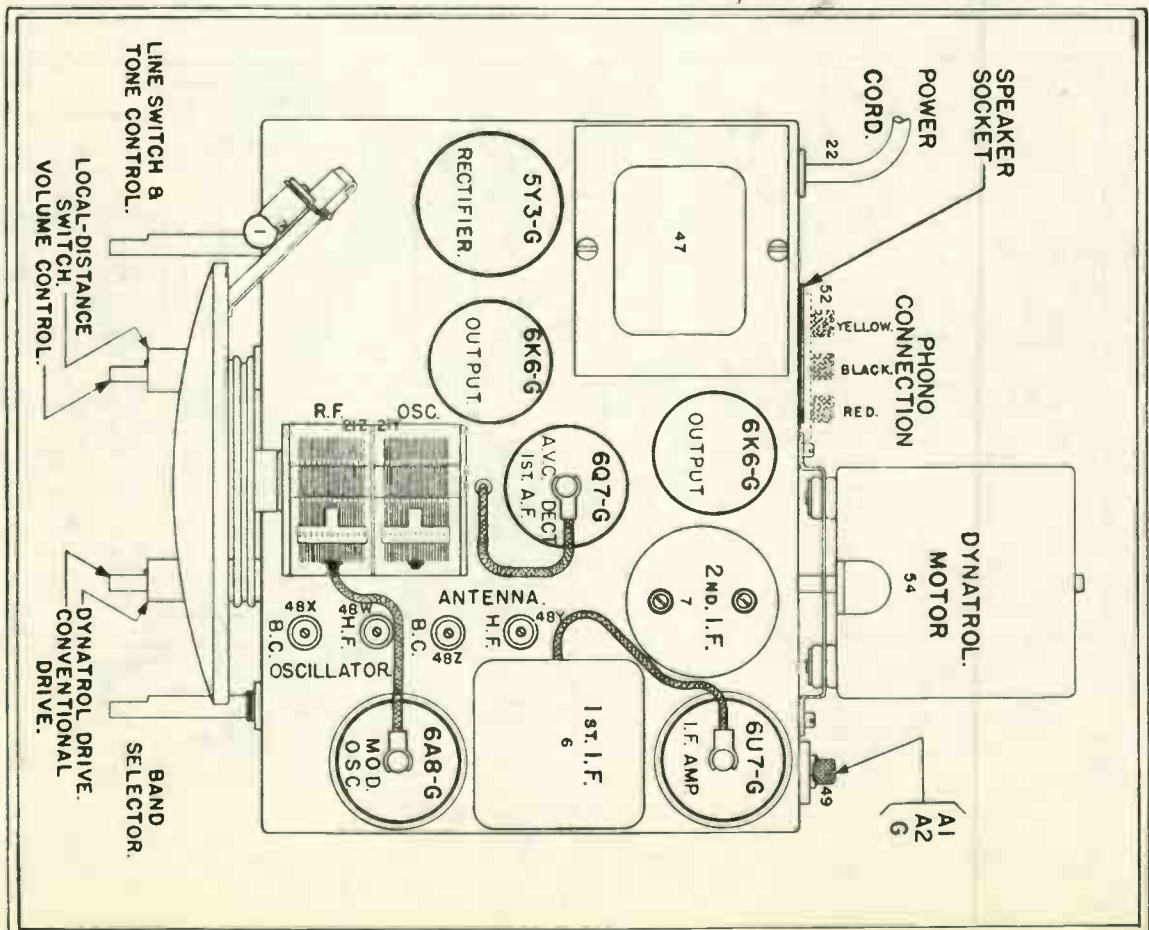 SPEAKER
SOCKET
POWER
CORD.
22
PHONO
CONNECTION
52
YELLOW.
BLACK.
RED.
DYNATROL.
MOTOR
54
A1
A2
G
49
47
5Y3-G
RECTIFIER.
6K6-G
OUTPUT.
6K6-G
OUTPUT
6Q7-G
A.V.C. DECT
1ST. A.F.
2ND. I.F.
7
6U7-G
I.F. AMP.
1ST. I.F.
6
6A8-G
MOD.
OSC.
R.F. OSC.
21Z 21Y
ANTENNA.
48X
B.C.
48W
H.F.
B.C.
48Z
H.F.
48Y
OSCILLATOR.
LINE SWITCH &
TONE CONTROL.
LOCAL-DISTANCE
SWITCH.
VOLUME CONTROL.
DYNATROL DRIVE.
CONVENTIONAL
DRIVE.
BAND
SELECTOR.